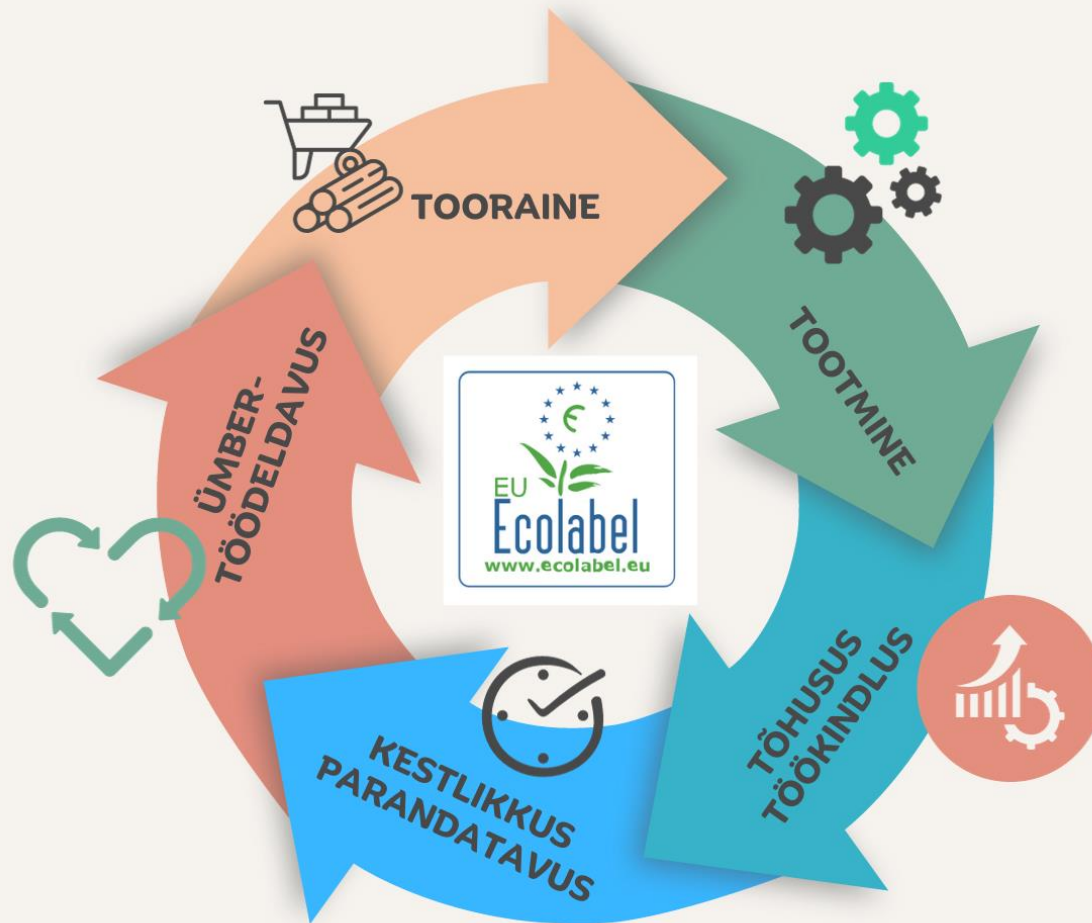 TOORAINE
TOOTMINE
TÕHUSUS
TÖÖKINDLUS
KESTLIKKUS
PARANDATAVUS
ÜMBER-
TÖÖDELDAVUS
EU
Ecolabel
www.ecolabel.eu